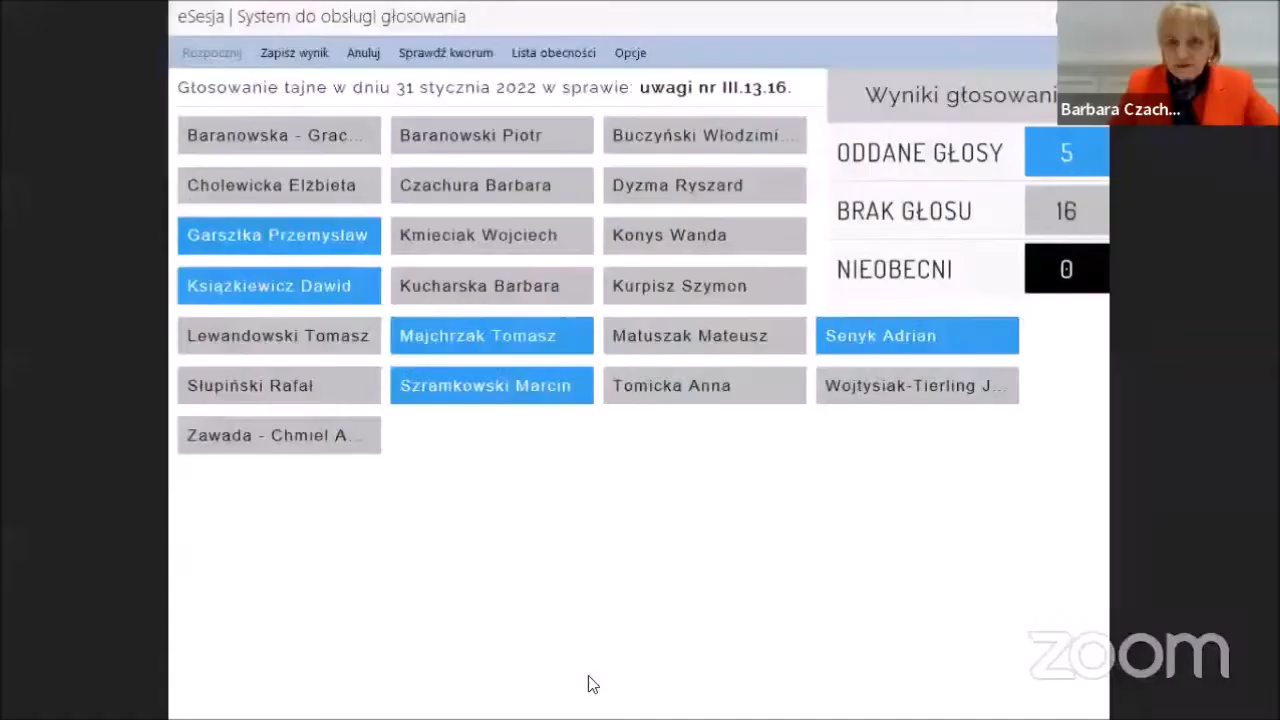 eSesja | System do obsługi głosowania
Rozpocznij Zapisz wynik Anuluj Sprawdź kworum Lista obecności Opcje
Głosowanie tajne w dniu 31 stycznia 2022 w sprawie: uwagi nr III.13.16.
Wyniki głosowani
Barbara Czach...
Baranowska - Grac... Baranowski Piotr Buczyński Włodzimi...
ODDANE GŁOSY 5
Cholewicka Elżbieta Czachura Barbara Dyzma Ryszard
BRAK GŁOSU 16
Garsztka Przemysław Kmieciak Wojciech Konys Wanda
NIEOBECNI 0
Książkiewicz Dawid Kucharska Barbara Kurpisz Szymon
Lewandowski Tomasz Majchrzak Tomasz Matuszak Mateusz Senyk Adrian
Słupiński Rafał Szramkowski Marcin Tomicka Anna Wojtysiak-Tierling J...
Zawada - Chmiel A...
zoom